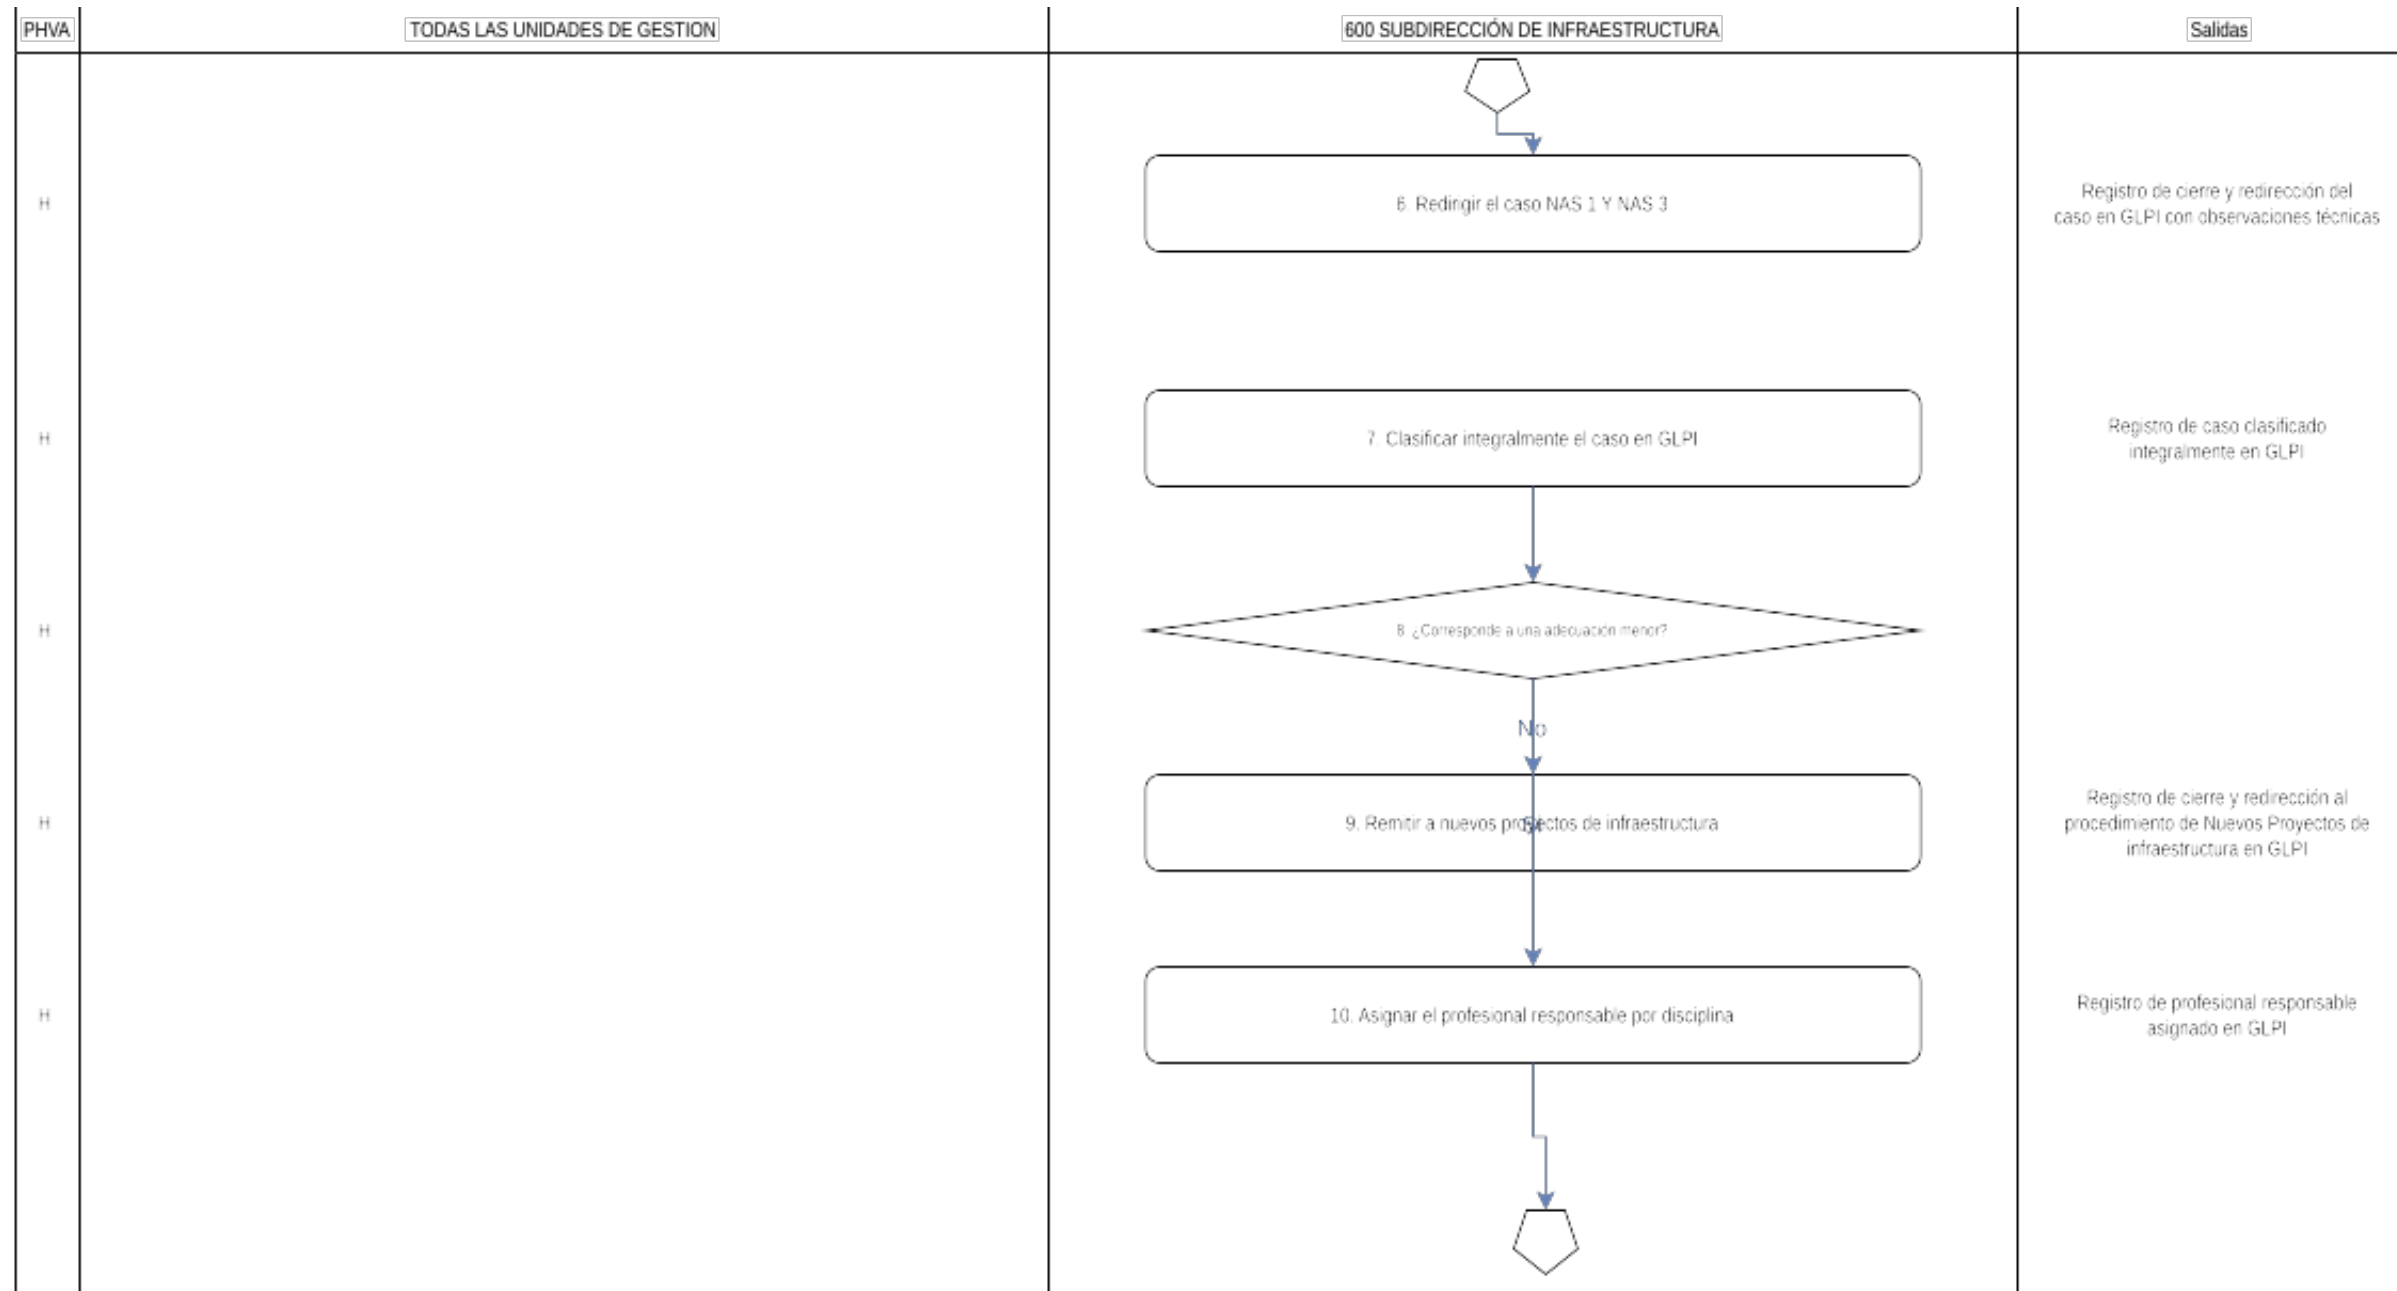 PHVA
TODAS LAS UNIDADES DE GESTION
600 SUBDIRECCIÓN DE INFRAESTRUCTURA
Salidas
H
6. Redirigir el caso NAS 1 Y NAS 3
Registro de cierre y redirección del
caso en GLPI con observaciones técnicas
H
7. Clasificar integralmente el caso en GLPI
Registro de caso clasificado
integralmente en GLPI
H
8. ¿Corresponde a una adecuación menor?
No
H
9. Remitir a nuevos proyectos de infraestructura
Registro de cierre y redirección al
procedimiento de Nuevos Proyectos de
infraestructura en GLPI
H
10. Asignar el profesional responsable por disciplina
Registro de profesional responsable
asignado en GLPI